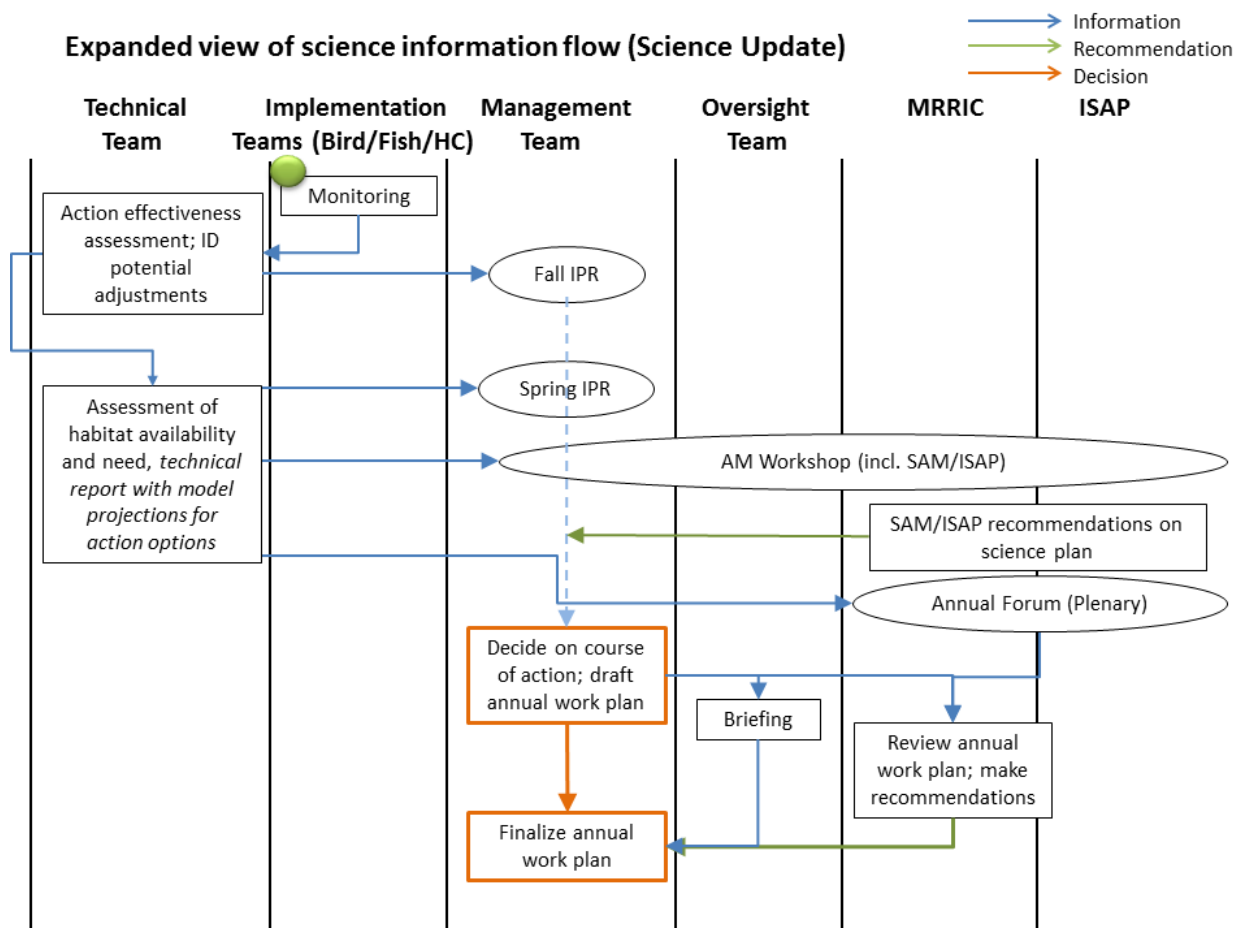 Information
Expanded view of science information flow (Science Update)
Recommendation
Decision
Technical
Team
Implementation
Teams (Bird/Fish/HC)
Management
Team
Oversight
Team
MRRIC
ISAP
Monitoring
Action effectiveness
assessment; ID
potential
adjustments
Fall IPR
Spring IPR
Assessment of
habitat availability
and need, technical
report with model
projections for
action options
AM Workshop (incl. SAM/ISAP)
SAM/ISAP recommendations on
science plan
Annual Forum (Plenary)
Decide on course
of action; draft
annual work plan
Briefing
Review annual
work plan; make
recommendations
Finalize annual
work plan